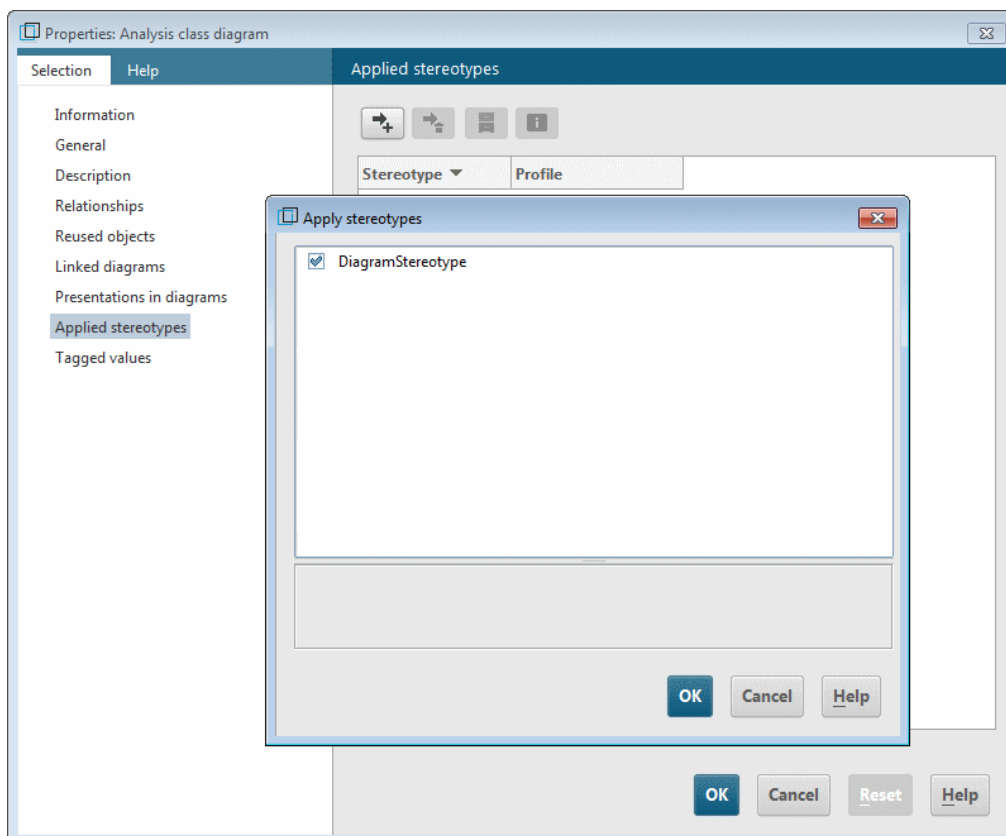 Properties: Analysis class diagram
Selection Help
Applied stereotypes
Information
General
Description
Relationships
Reused objects
Linked diagrams
Presentations in diagrams
Applied stereotypes
Tagged values
Stereotype Profile
Apply stereotypes
DiagramStereotype
OK Cancel Help
OK Cancel Reset Help